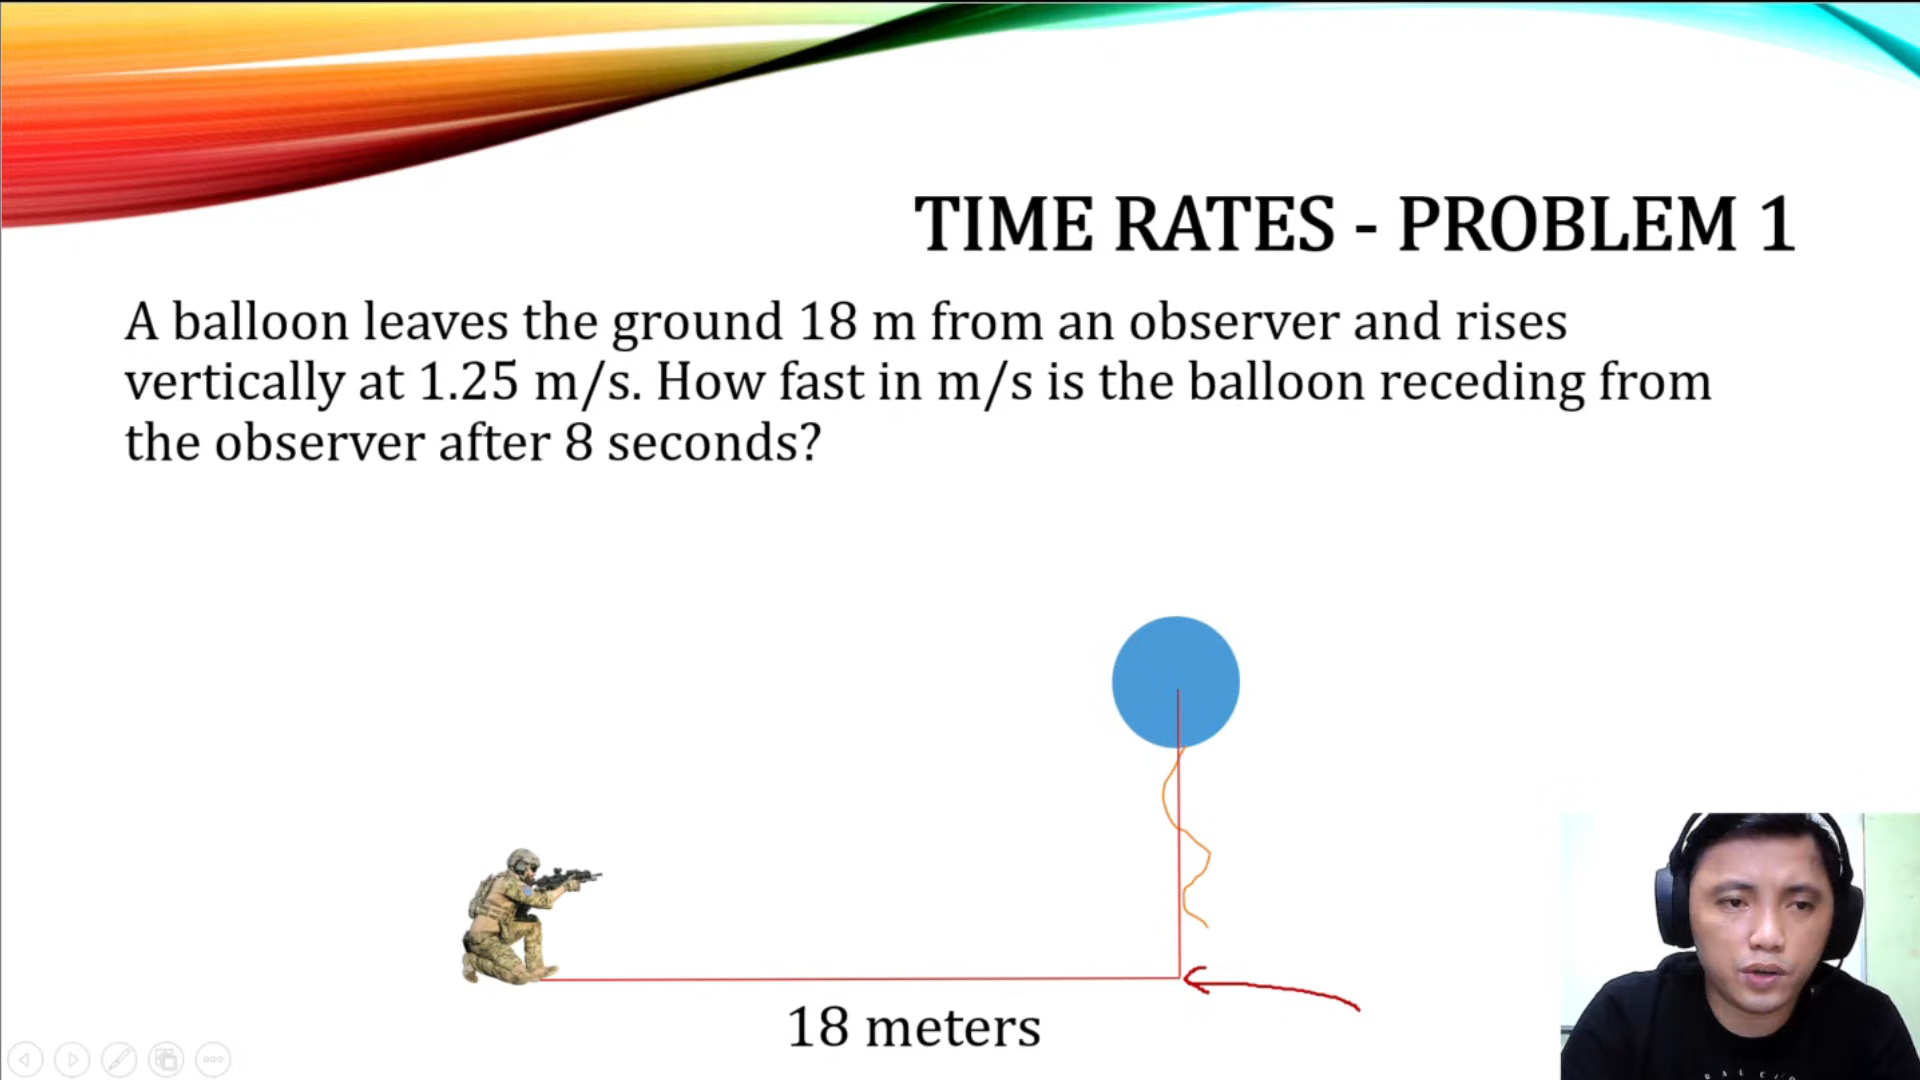 TIME RATES - PROBLEM 1
A balloon leaves the ground 18 m from an observer and rises
vertically at 1.25 m/s. How fast in m/s is the balloon receding from
the observer after 8 seconds?
18 meters